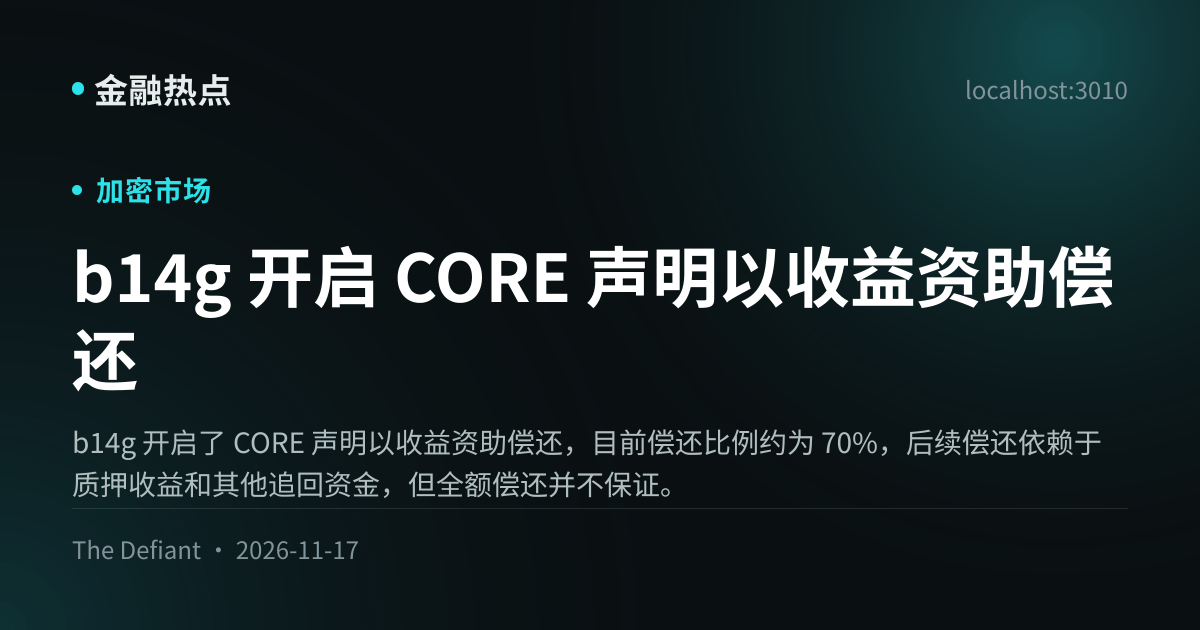 金融热点
localhost:3010
加密市场
b14g 开启 CORE 声明以收益资助偿
还
b14g 开启了 CORE 声明以收益资助偿还，目前偿还比例约为 70%，后续偿还依赖于
质押收益和其他追回资金，但全额偿还并不保证。
The Defiant • 2026-11-17